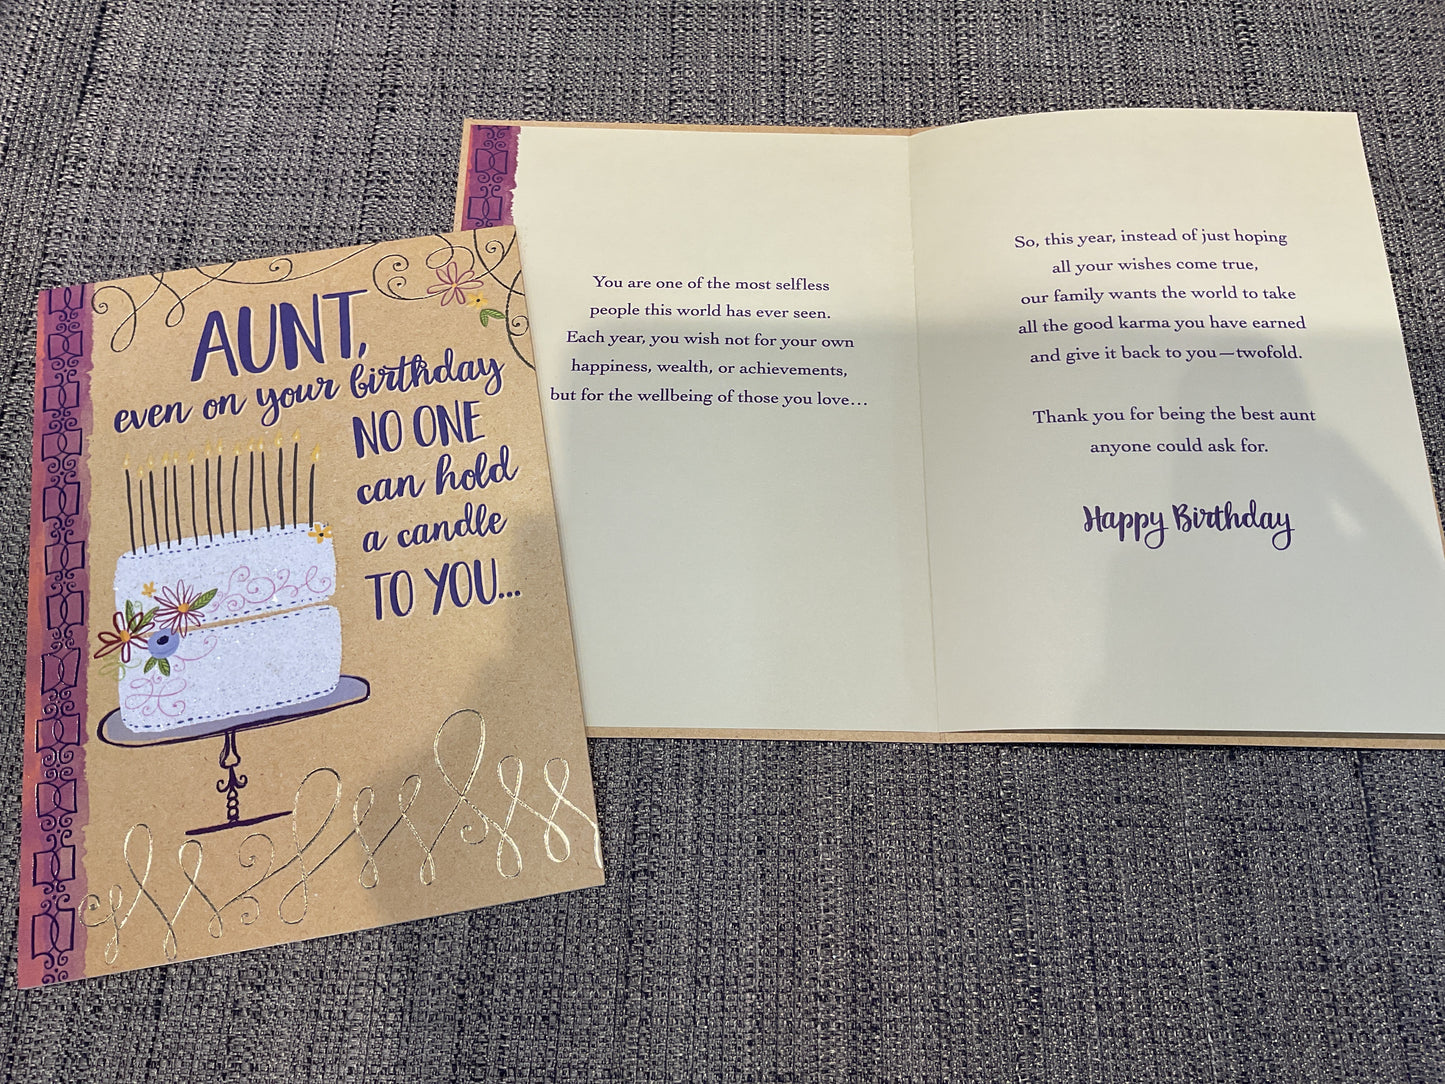 AUNT,
even on your birthday
NO ONE
can hold
a candle
TO YOU...
You are one of the most selfless
people this world has ever seen.
Each year, you wish not for your own
happiness, wealth, or achievements,
but for the wellbeing of those you love...
So, this year, instead of just hoping
all your wishes come true,
our family wants the world to take
all the good karma you have earned
and give it back to you—twofold.
Thank you for being the best aunt
anyone could ask for.
Happy Birthday